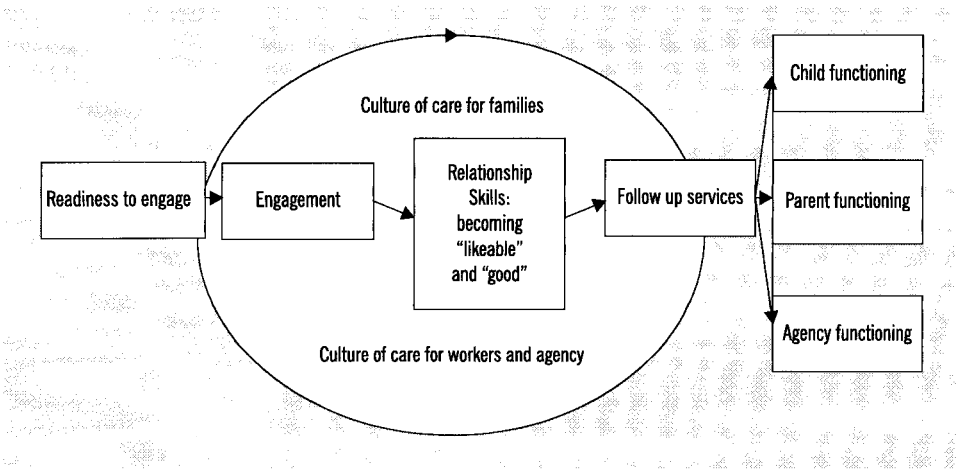 Culture of care for families
Readiness to engage
Engagement
Relationship
Skills:
becoming
“likeable”
and “good”
Follow up services
Child functioning
Parent functioning
Agency functioning
Culture of care for workers and agency